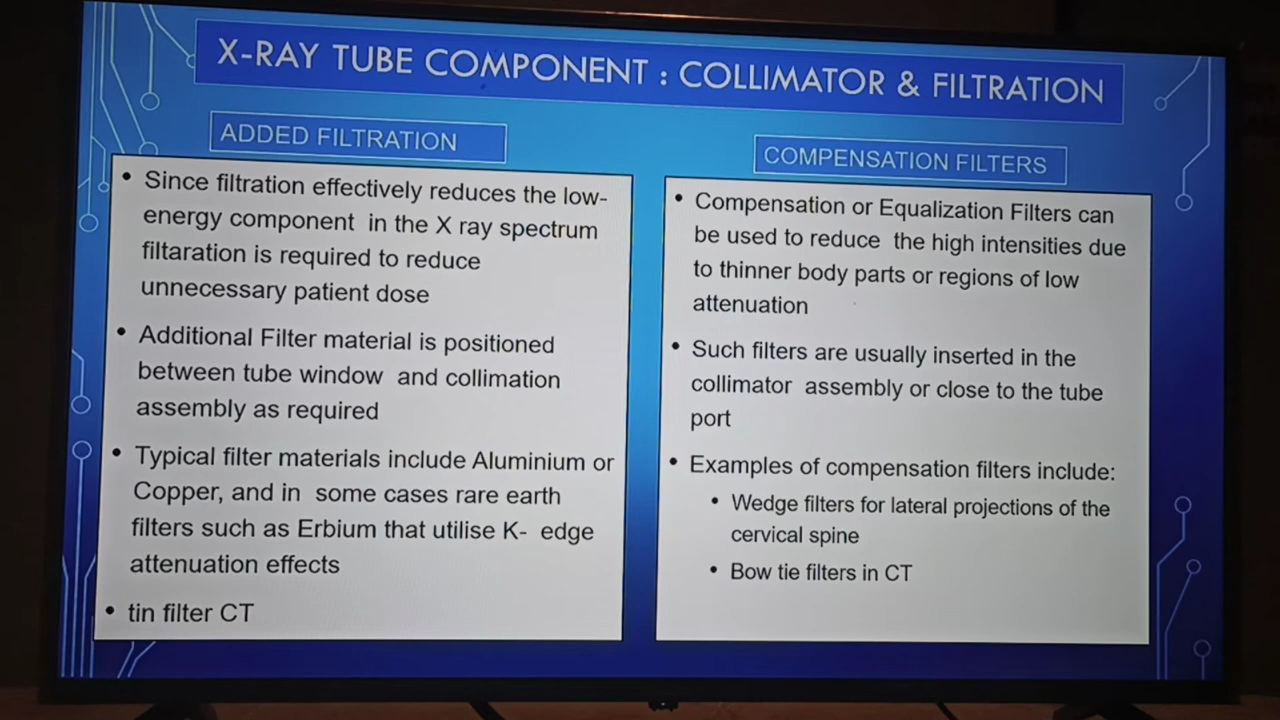 X-RAY TUBE COMPONENT : COLLIMATOR & FILTRATION
ADDED FILTRATION
• Since filtration effectively reduces the low-
energy component in the X ray spectrum
filtaration is required to reduce
unnecessary patient dose
• Additional Filter material is positioned
between tube window and collimation
assembly as required
• Typical filter materials include Aluminium or
Copper, and in some cases rare earth
filters such as Erbium that utilise K- edge
attenuation effects
• tin filter CT
COMPENSATION FILTERS
• Compensation or Equalization Filters can
be used to reduce the high intensities due
to thinner body parts or regions of low
attenuation
• Such filters are usually inserted in the
collimator assembly or close to the tube
port
• Examples of compensation filters include:
• Wedge filters for lateral projections of the
cervical spine
• Bow tie filters in CT